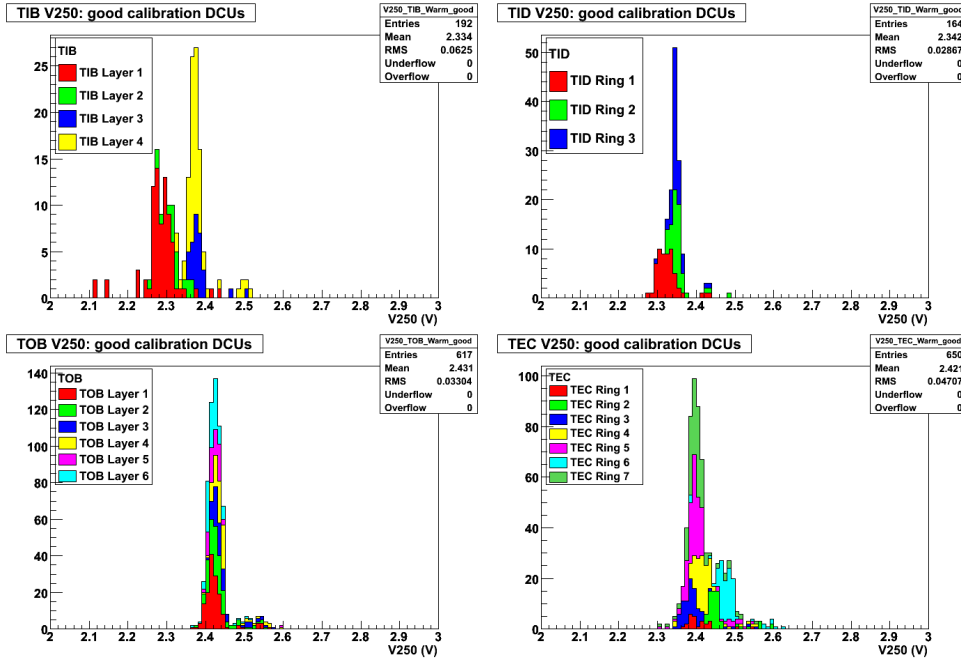 TIB V250: good calibration DCUs
V250_TIB_Warm_good
Entries 192
Mean 2.334
RMS 0.0625
Underflow 0
Overflow 0
TIB
TIB Layer 1
TIB Layer 2
TIB Layer 3
TIB Layer 4
25
20
15
10
5
0
2 2.1 2.2 2.3 2.4 2.5 2.6 2.7 2.8 2.9 3
V250 (V)
TID V250: good calibration DCUs
V250_TID_Warm_good
Entries 164
Mean 2.342
RMS 0.02867
Underflow 0
Overflow 0
TID
TID Ring 1
TID Ring 2
TID Ring 3
50
40
30
20
10
0
2 2.1 2.2 2.3 2.4 2.5 2.6 2.7 2.8 2.9 3
V250 (V)
TOB V250: good calibration DCUs
V250_TOB_Warm_good
Entries 617
Mean 2.431
RMS 0.03304
Underflow 0
Overflow 0
TOB
TOB Layer 1
TOB Layer 2
TOB Layer 3
TOB Layer 4
TOB Layer 5
TOB Layer 6
140
120
100
80
60
40
20
0
2 2.1 2.2 2.3 2.4 2.5 2.6 2.7 2.8 2.9 3
V250 (V)
TEC V250: good calibration DCUs
V250_TEC_Warm_good
Entries 650
Mean 2.421
RMS 0.04707
Underflow 0
Overflow 0
TEC
TEC Ring 1
TEC Ring 2
TEC Ring 3
TEC Ring 4
TEC Ring 5
TEC Ring 6
TEC Ring 7
100
80
60
40
20
0
2 2.1 2.2 2.3 2.4 2.5 2.6 2.7 2.8 2.9 3
V250 (V)